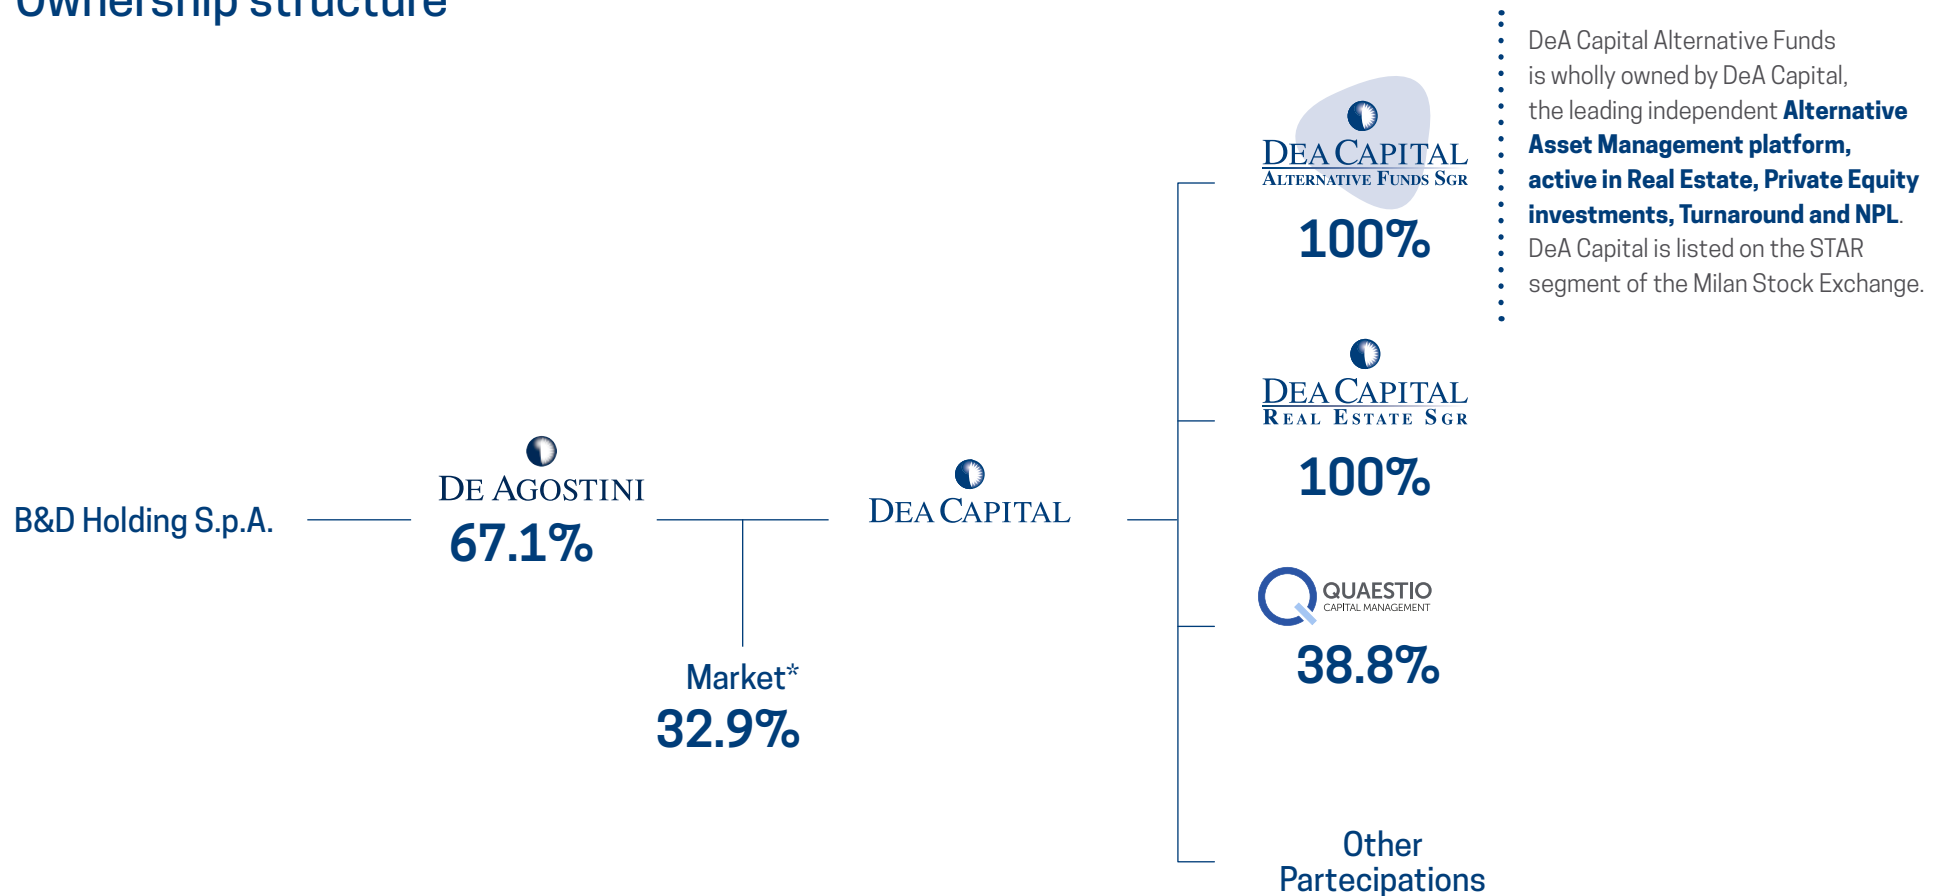 Ownership structure
DEA CAPITAL
ALTERNATIVE FUNDS SGR
100%
DeA Capital Alternative Funds
is wholly owned by DeA Capital,
the leading independent Alternative
Asset Management platform,
active in Real Estate, Private Equity
investments, Turnaround and NPL.
DeA Capital is listed on the STAR
segment of the Milan Stock Exchange.
DEA CAPITAL
REAL ESTATE SGR
100%
B&D Holding S.p.A.
DE AGOSTINI
67.1%
DEA CAPITAL
Market*
32.9%
QUAESTIO
CAPITAL MANAGEMENT
38.8%
Other
Partecipations